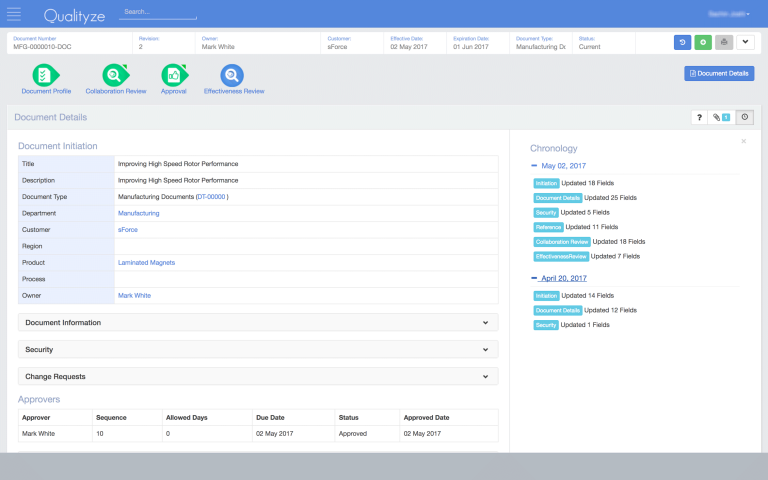 Qualityze
Search...
Document Number
MFG-0000010-DOC
Revision:
2
Owner:
Mark White
Customer:
sForce
Effective Date:
02 May 2017
Expiration Date:
01 Jun 2017
Document Type:
Manufacturing Dc
Status:
Current
Document Profile
Collaboration Review
Approval
Effectiveness Review
Document Details
Document Details
? 1
Document Initiation
Title Improving High Speed Rotor Performance
Description Improving High Speed Rotor Performance
Document Type Manufacturing Documents (DT-00000 )
Department Manufacturing
Customer sForce
Region
Product Laminated Magnets
Process
Owner Mark White
Document Information
Security
Change Requests
Approvers
Approver Sequence Allowed Days Due Date Status Approved Date
Mark White 10 0 02 May 2017 Approved 02 May 2017
×
Chronology
May 02, 2017
Initiation Updated 18 Fields
Document Details Updated 25 Fields
Security Updated 5 Fields
Reference Updated 11 Fields
Collaboration Review Updated 18 Fields
EffectivenessReview Updated 7 Fields
April 20, 2017
Initiation Updated 14 Fields
Document Details Updated 12 Fields
Security Updated 1 Fields